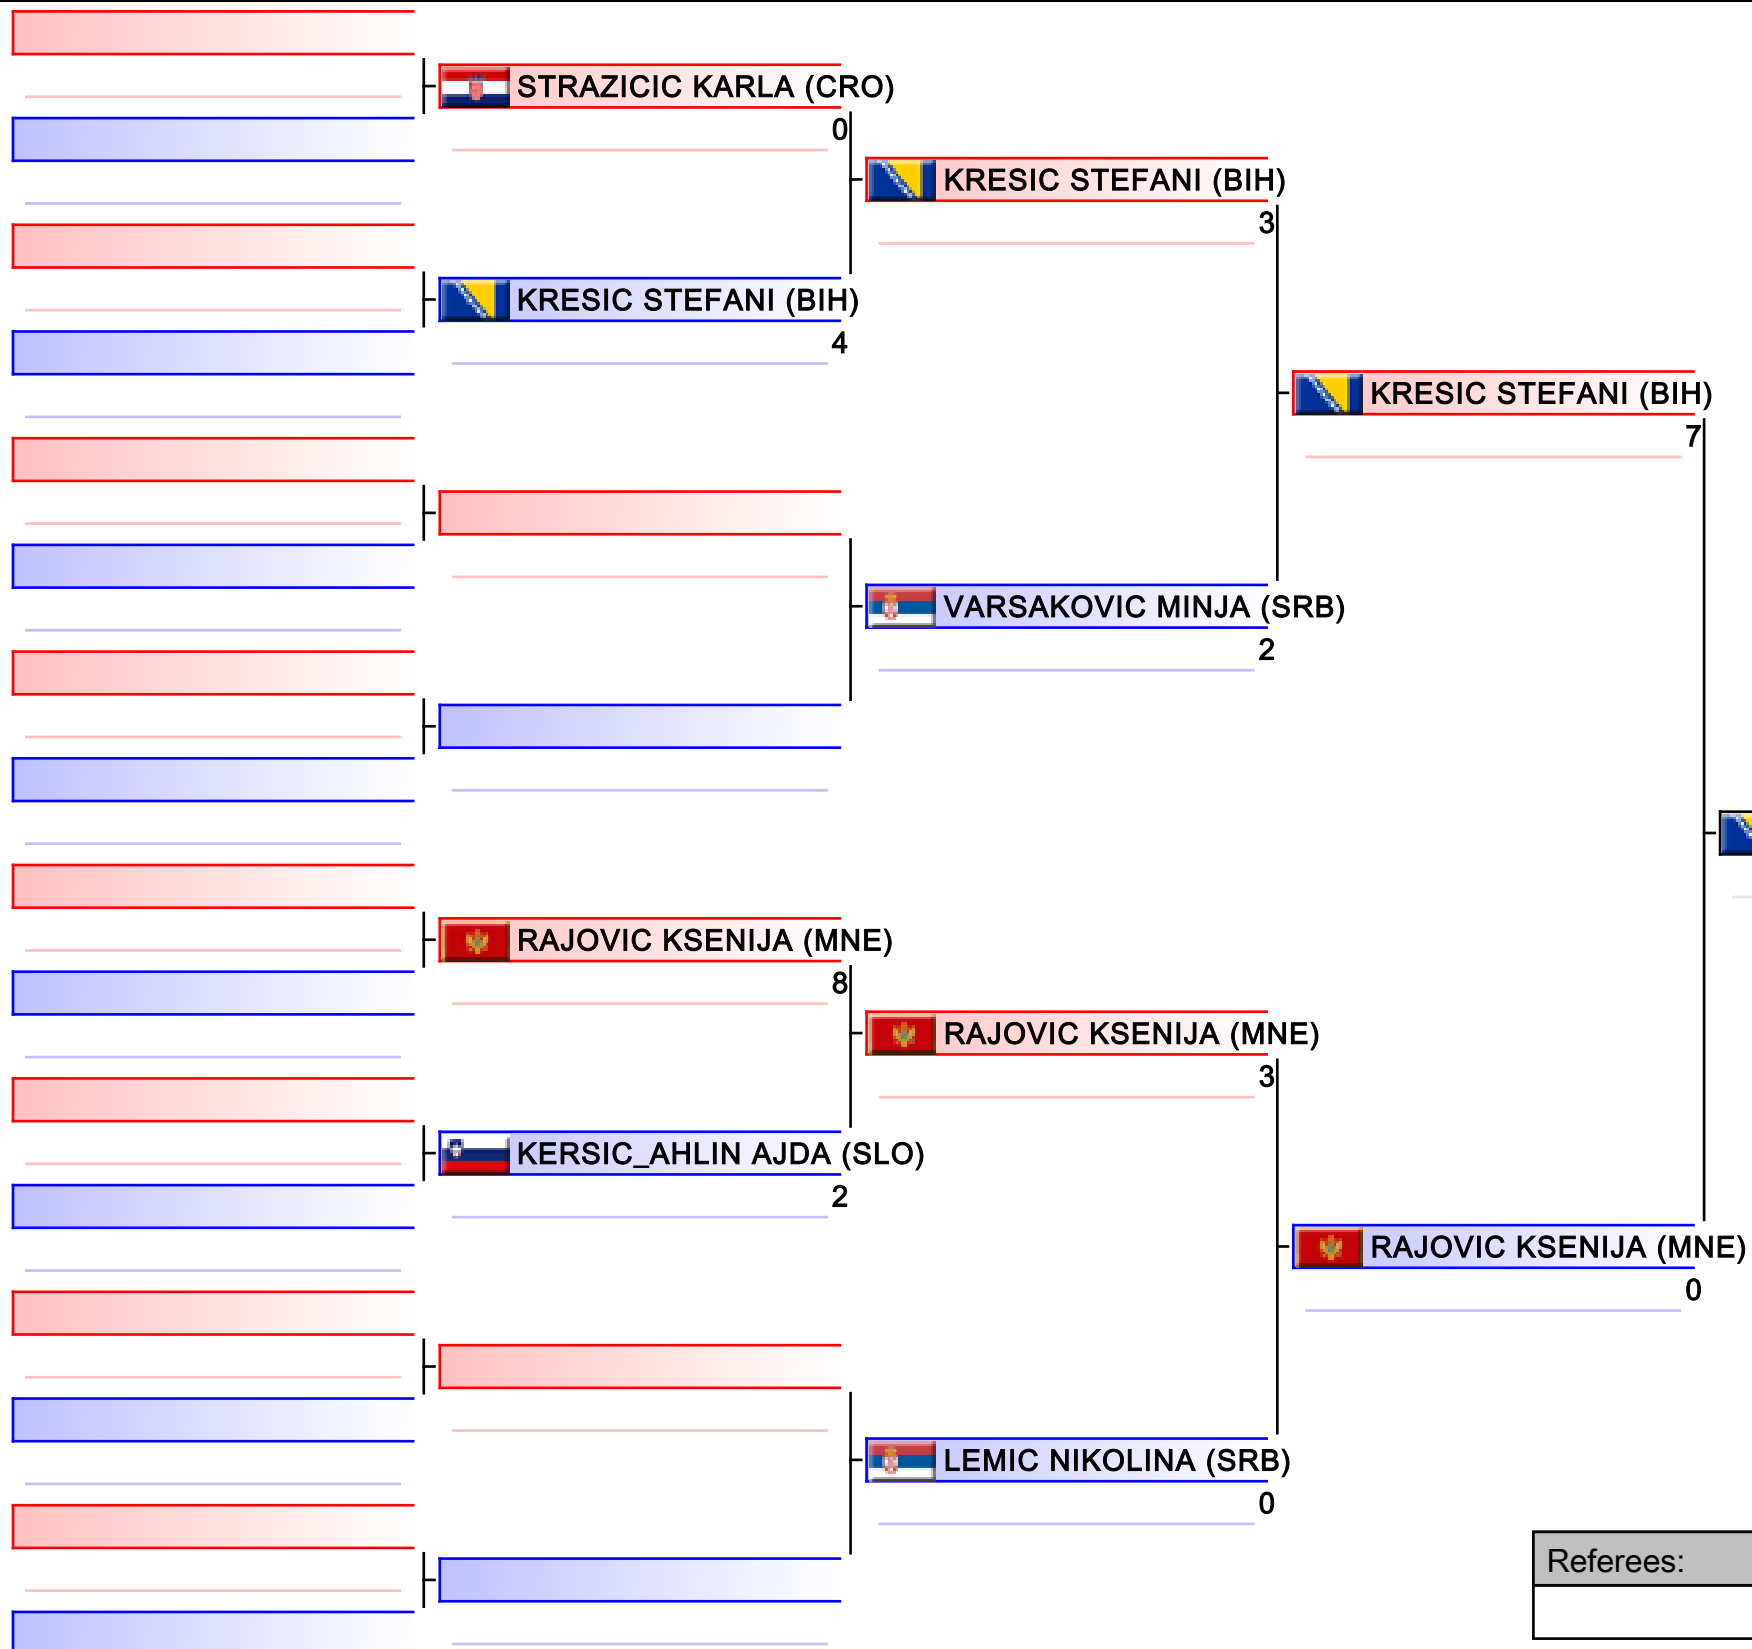 STRAZICIC KARLA (CRO)
0
KRESIC STEFANI (BIH)
3
KRESIC STEFANI (BIH)
4
KRESIC STEFANI (BIH)
7
VARSAKOVIC MINJA (SRB)
2
RAJOVIC KSENIJA (MNE)
8
RAJOVIC KSENIJA (MNE)
3
KERSIC_AHLIN AJDA (SLO)
2
RAJOVIC KSENIJA (MNE)
0
LEMIC NIKOLINA (SRB)
0
Referees: